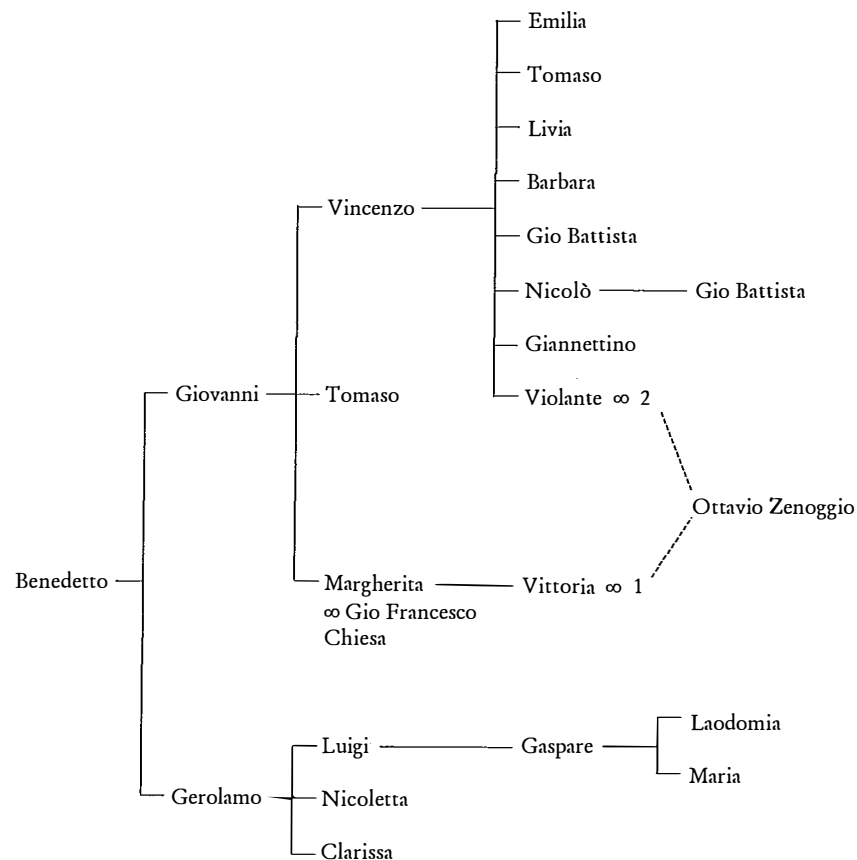 Emilia
Tomaso
Livia
Barbara
Vincenzo
Gio Battista
Nicolò Gio Battista
Giannettino
Giovanni Tomaso Violante ∞ 2
Ottavio Zenoggio
Benedetto Margherita Vittoria ∞ 1
∞ Gio Francesco
Chiesa
Laodomia
Luigi Gaspare
Maria
Gerolamo Nicoletta
Clarissa